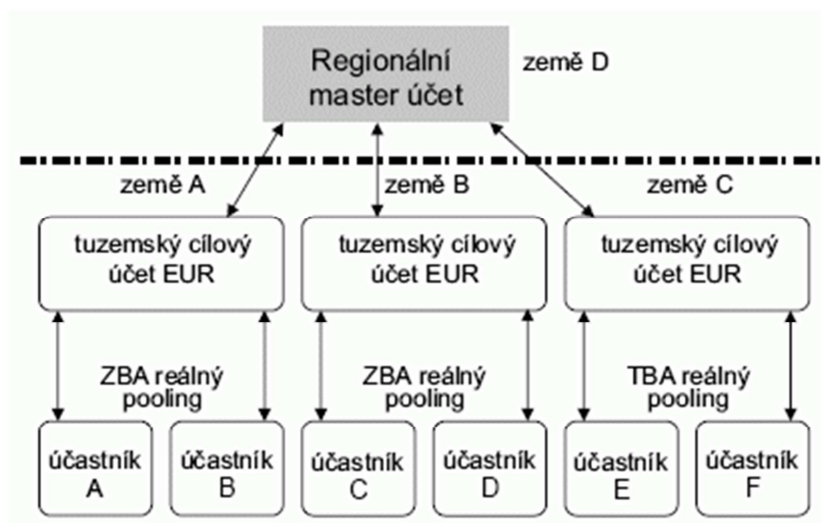 Regionální
master účet
země D
země A
země B
země C
tuzemský cílový
účet EUR
tuzemský cílový
účet EUR
tuzemský cílový
účet EUR
ZBA reálný
pooling
ZBA reálný
pooling
TBA reálný
pooling
účastník
A
účastník
B
účastník
C
účastník
D
účastník
E
účastník
F